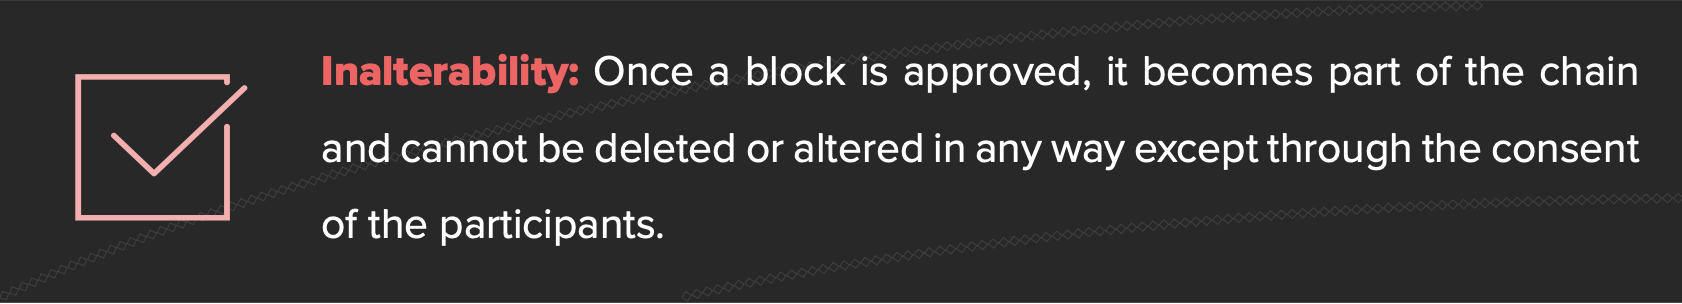 Inalterability: Once a block is approved, it becomes part of the chain
and cannot be deleted or altered in any way except through the consent
of the participants.